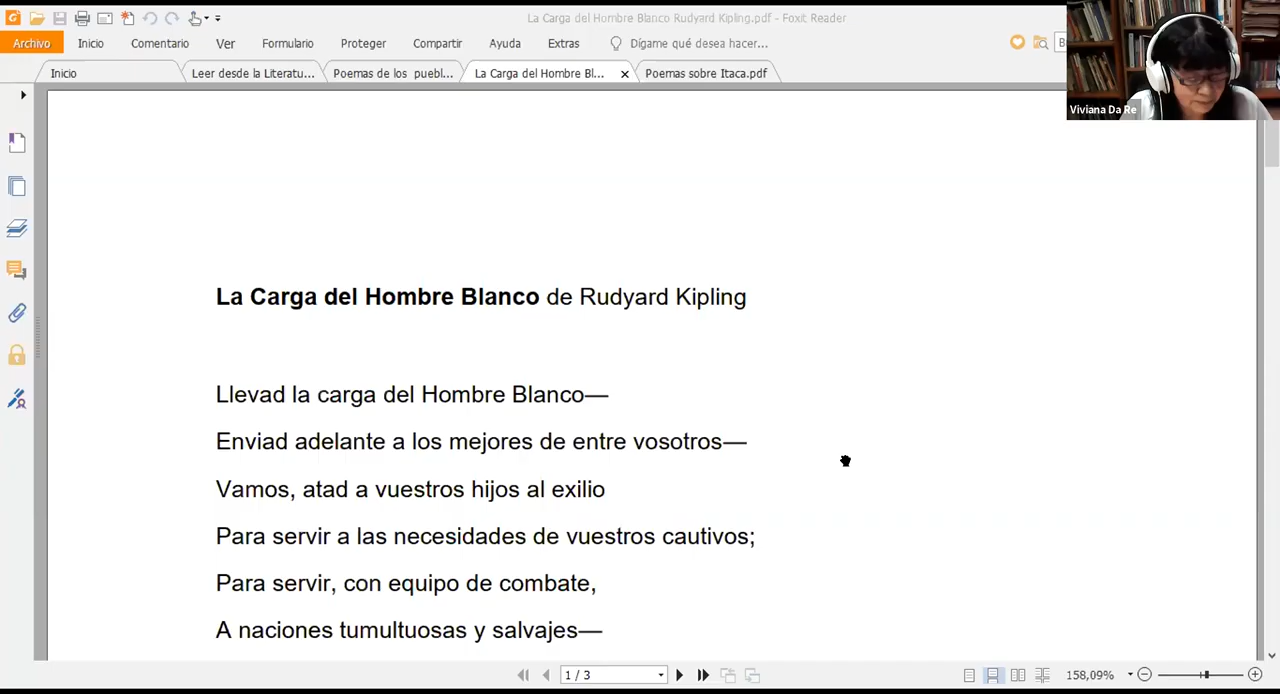 La Carga del Hombre Blanco Rudyard Kipling.pdf - Foxit Reader
Archivo Inicio Comentario Ver Formulario Proteger Compartir Ayuda Extras Dígame qué desea hacer...
Inicio Leer desde la Literatu... Poemas de los puebl... La Carga del Hombre Bl... Poemas sobre Itaca.pdf
Viviana Da Re
La Carga del Hombre Blanco de Rudyard Kipling
Llevad la carga del Hombre Blanco—
Enviad adelante a los mejores de entre vosotros—
Vamos, atad a vuestros hijos al exilio
Para servir a las necesidades de vuestros cautivos;
Para servir, con equipo de combate,
A naciones tumultuosas y salvajes—
1 / 3
158,09%